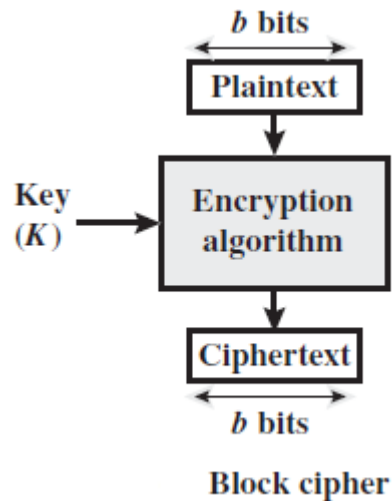 b bits
Plaintext
Key
(K)
Encryption
algorithm
Ciphertext
b bits
Block cipher